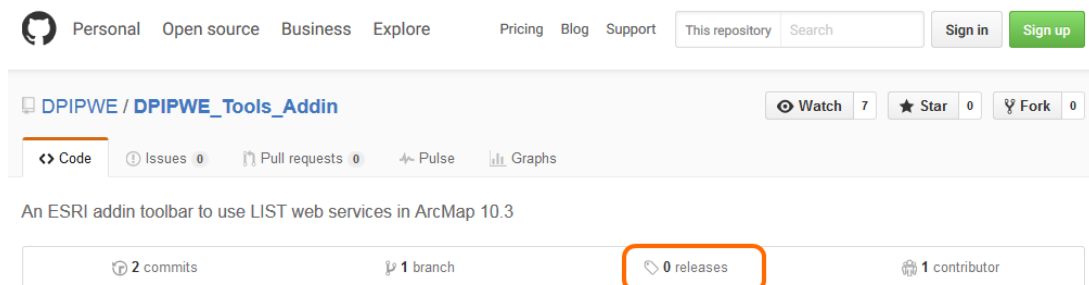 Personal Open source Business Explore Pricing Blog Support This repository Search Sign in Sign up
DPIPWE / DPIPWE_Tools_Addin Watch 7 Star 0 Fork 0
<> Code Issues 0 Pull requests 0 Pulse Graphs
An ESRI addin toolbar to use LIST web services in ArcMap 10.3
2 commits 1 branch 0 releases 1 contributor